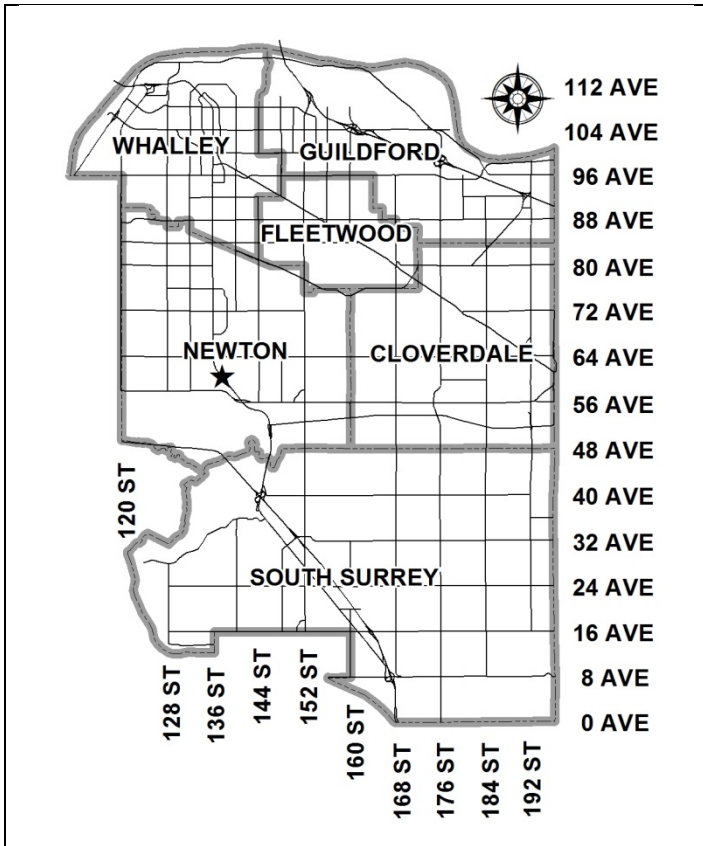 112 AVE
104 AVE
WHALLEY
GUILDFORD
96 AVE
88 AVE
FLEETWOOD
80 AVE
72 AVE
NEWTON
CLOVERDALE
64 AVE
56 AVE
48 AVE
120 ST
40 AVE
32 AVE
SOUTH SURREY
24 AVE
16 AVE
128 ST
136 ST
144 ST
152 ST
160 ST
8 AVE
0 AVE
168 ST
176 ST
184 ST
192 ST